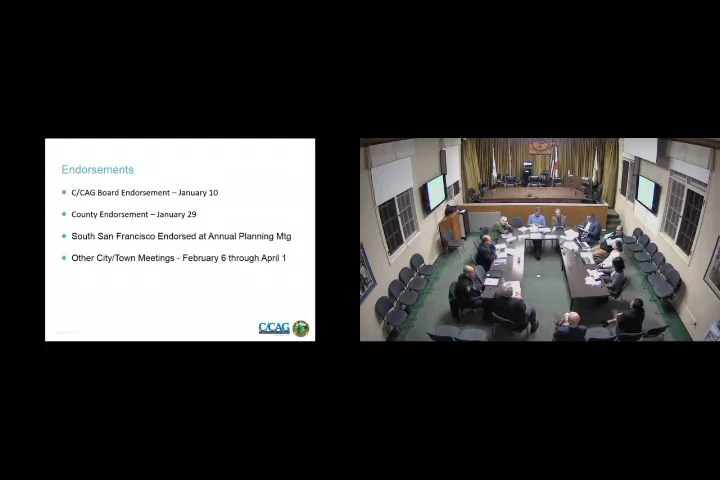 Endorsements
C/CAG Board Endorsement – January 10
County Endorsement – January 29
South San Francisco Endorsed at Annual Planning Mtg
Other City/Town Meetings - February 6 through April 1
C/CAG